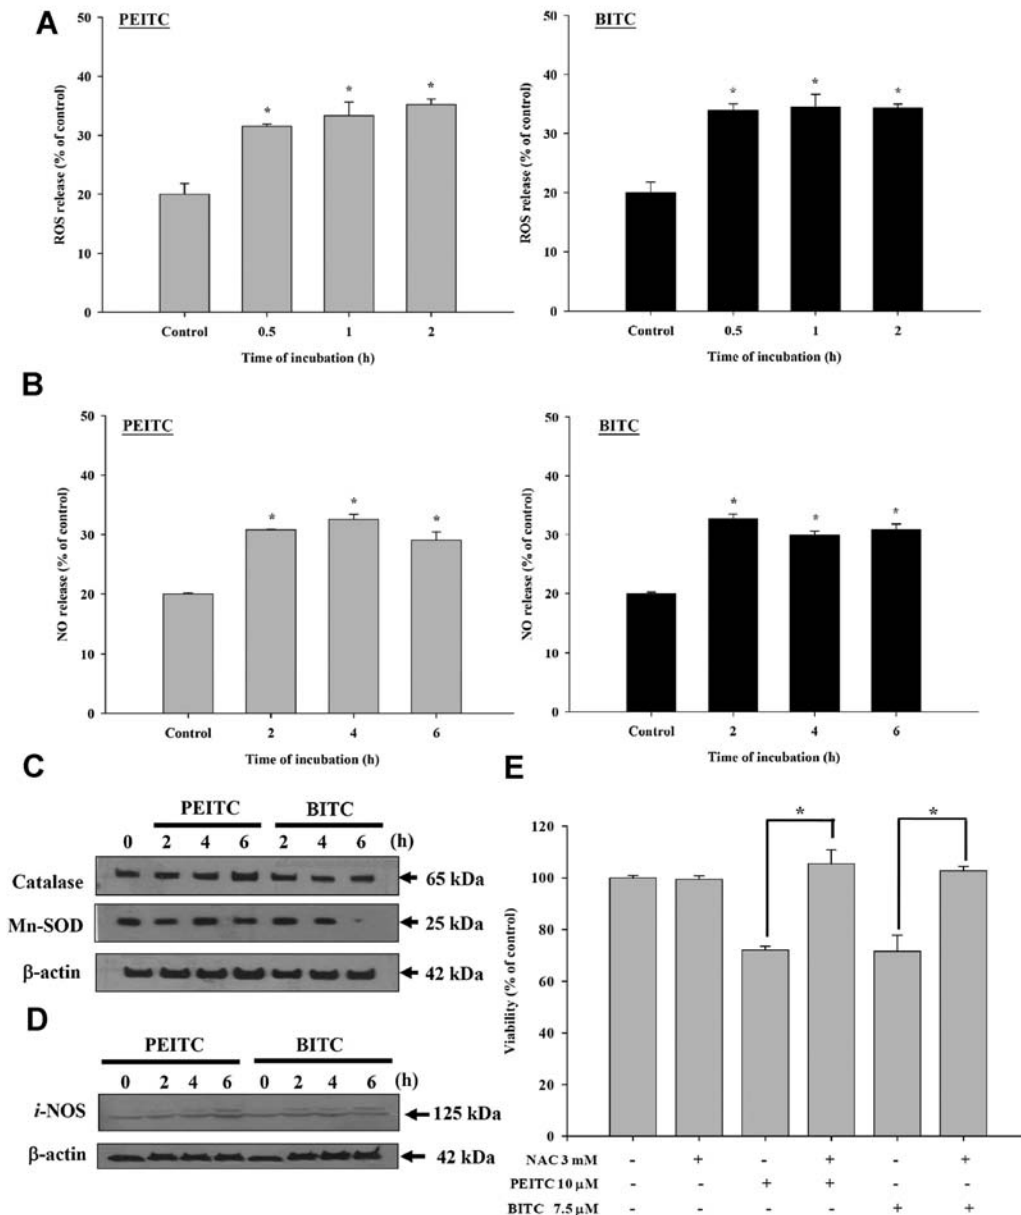 A
PEITC
BITC
ROS release (% of control)
50
40
30
20
10
0
* * *
Control 0.5 1 2
Time of incubation (h)
ROS release (% of control)
50
40
30
20
10
0
* * *
Control 0.5 1 2
Time of incubation (h)
B
PEITC
BITC
NO release (% of control)
50
40
30
20
10
0
* * *
Control 2 4 6
Time of incubation (h)
NO release (% of control)
50
40
30
20
10
0
* * *
Control 2 4 6
Time of incubation (h)
C
PEITC BITC
0 2 4 6 2 4 6 (h)
Catalase 65 kDa
Mn-SOD 25 kDa
β-actin 42 kDa
D
PEITC BITC
0 2 4 6 0 2 4 6 (h)
i-NOS 125 kDa
β-actin 42 kDa
E
Viability (% of control)
120
100
80
60
40
20
0
* *
NAC 3 mM - + - + - +
PEITC 10 μM - - + + - -
BITC 7.5 μM - - - - + +